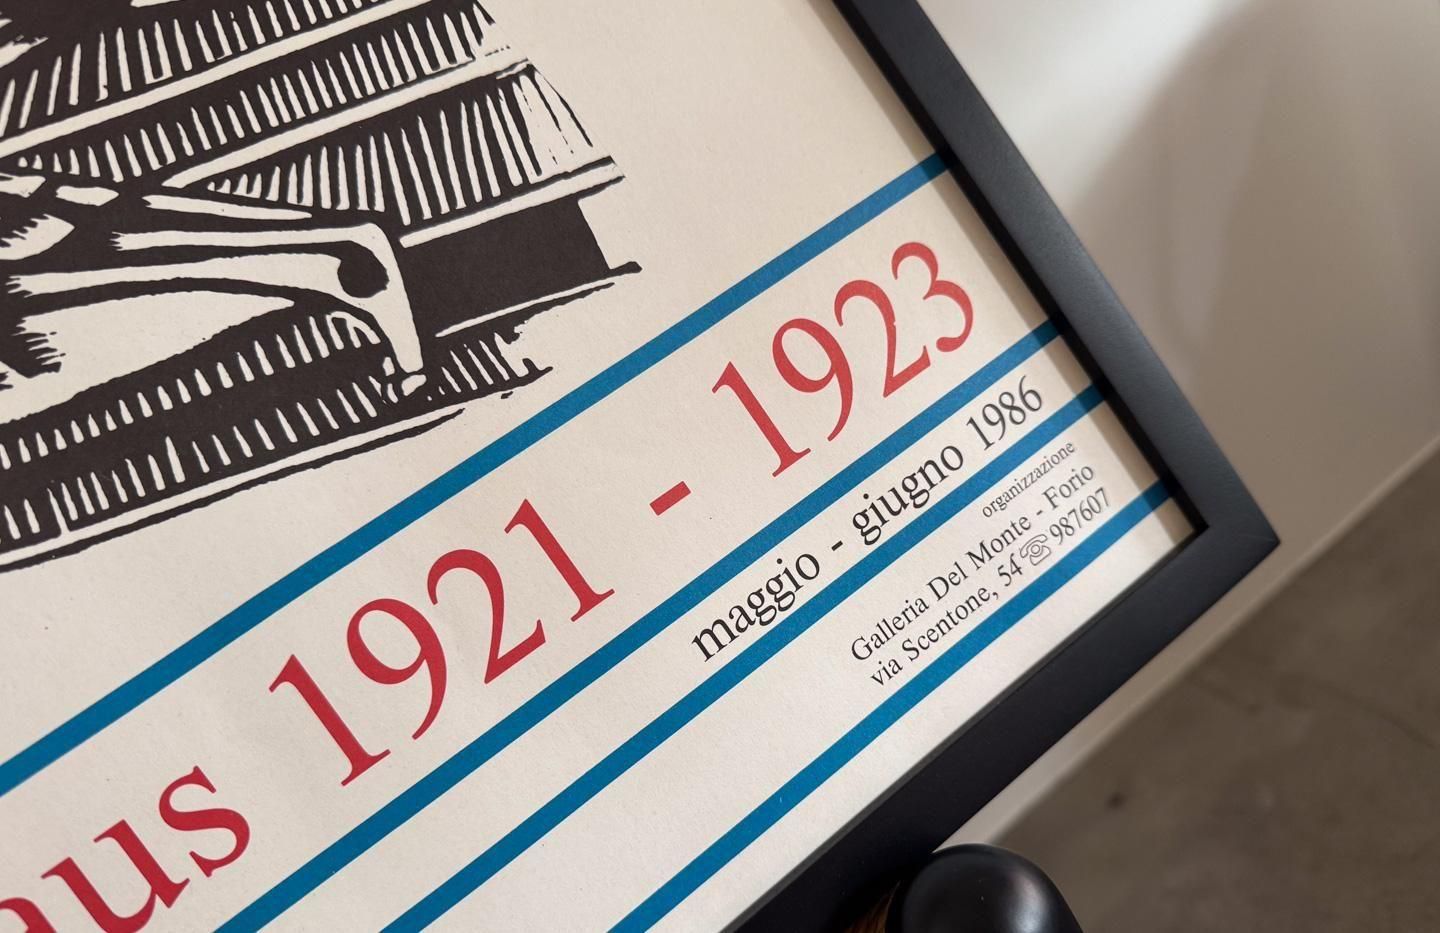 aus 1921 - 1923
maggio - giugno 1986
organizzazione
Galleria Del Monte - Forio
via Scentone, 54 ☏ 987607